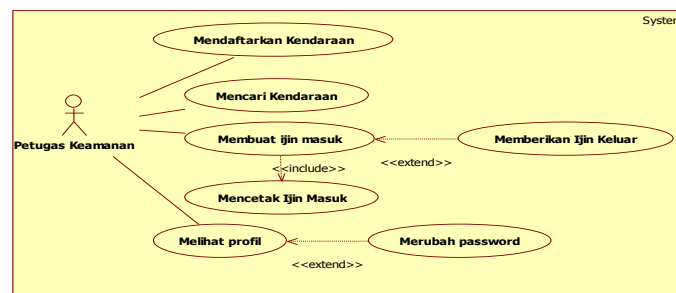 System
Mendaftarkan Kendaraan
Mencari Kendaraan
Petugas Keamanan
Membuat ijin masuk
Memberikan Ijin Keluar
<<include>>
<<extend>>
Mencetak Ijin Masuk
Melihat profil
Merubah password
<<extend>>